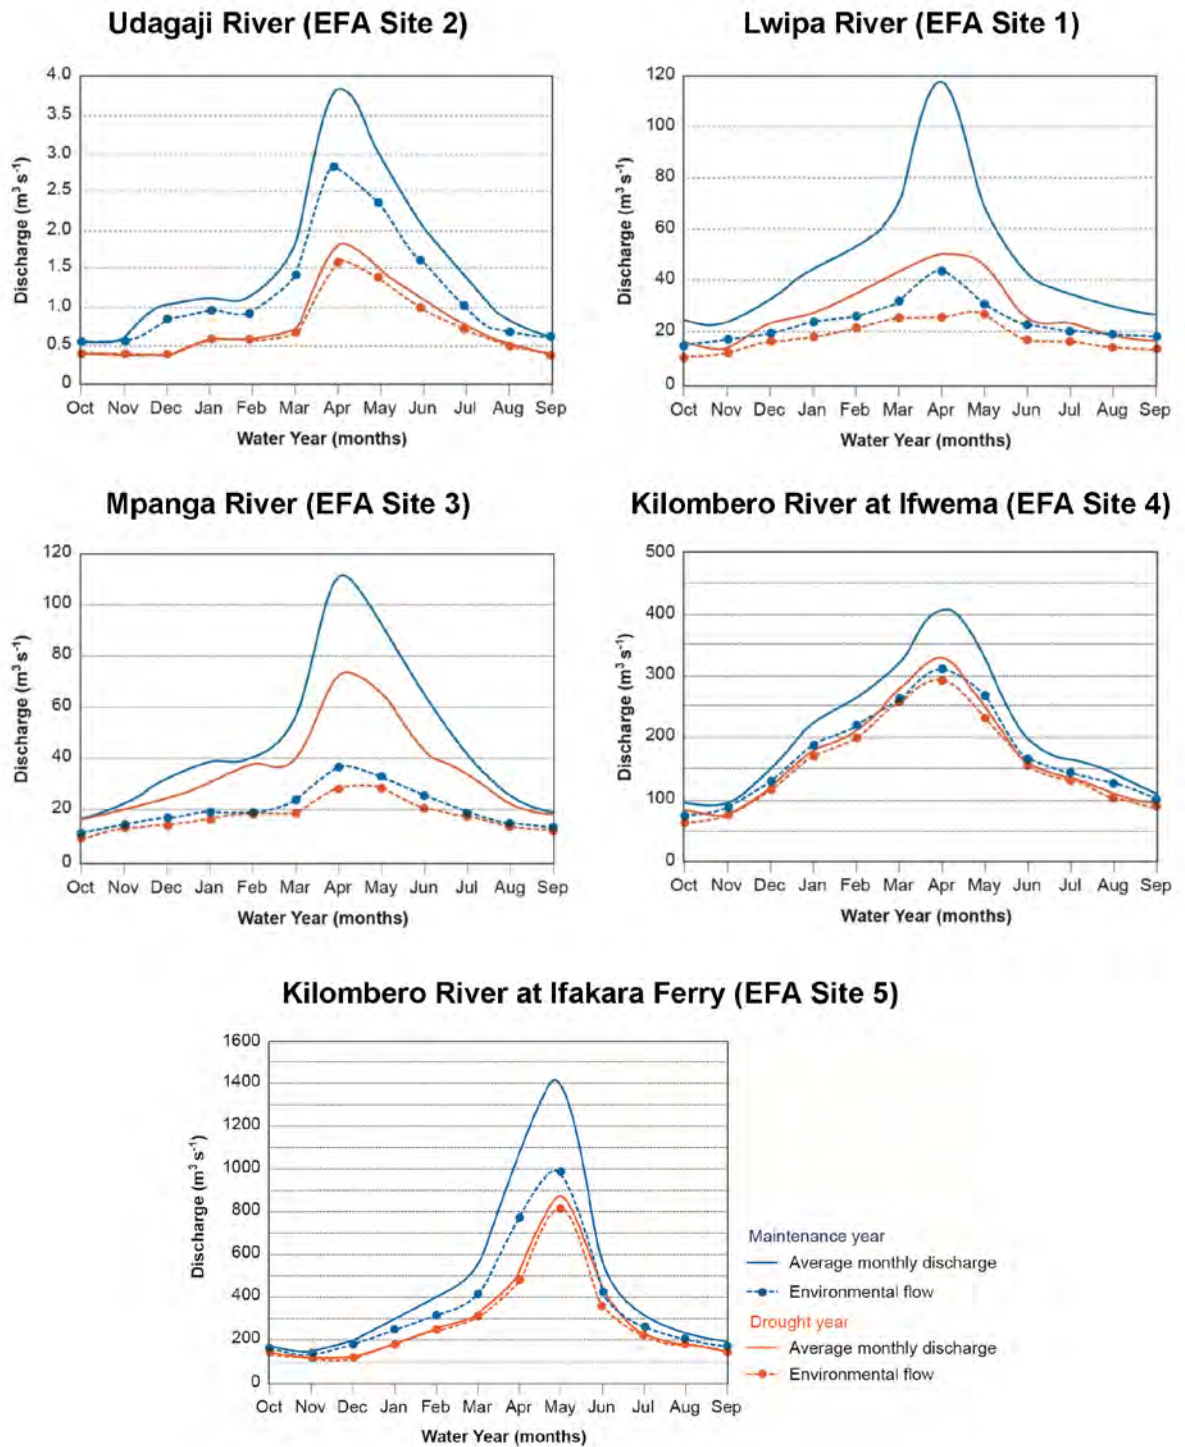 Udagaji River (EFA Site 2)
4.0
3.5
3.0
2.5
2.0
1.5
1.0
0.5
0
Discharge (m³ s⁻¹)
Oct Nov Dec Jan Feb Mar Apr May Jun Jul Aug Sep
Water Year (months)
Lwipa River (EFA Site 1)
120
100
80
60
40
20
0
Discharge (m³ s⁻¹)
Oct Nov Dec Jan Feb Mar Apr May Jun Jul Aug Sep
Water Year (months)
Mpanga River (EFA Site 3)
120
100
80
60
40
20
0
Discharge (m³ s⁻¹)
Oct Nov Dec Jan Feb Mar Apr May Jun Jul Aug Sep
Water Year (months)
Kilombero River at Ifwema (EFA Site 4)
500
400
300
200
100
0
Discharge (m³ s⁻¹)
Oct Nov Dec Jan Feb Mar Apr May Jun Jul Aug Sep
Water Year (months)
Kilombero River at Ifakara Ferry (EFA Site 5)
1600
1400
1200
1000
800
600
400
200
0
Discharge (m³ s⁻¹)
Oct Nov Dec Jan Feb Mar Apr May Jun Jul Aug Sep
Water Year (months)
Maintenance year
Average monthly discharge
Environmental flow
Drought year
Average monthly discharge
Environmental flow